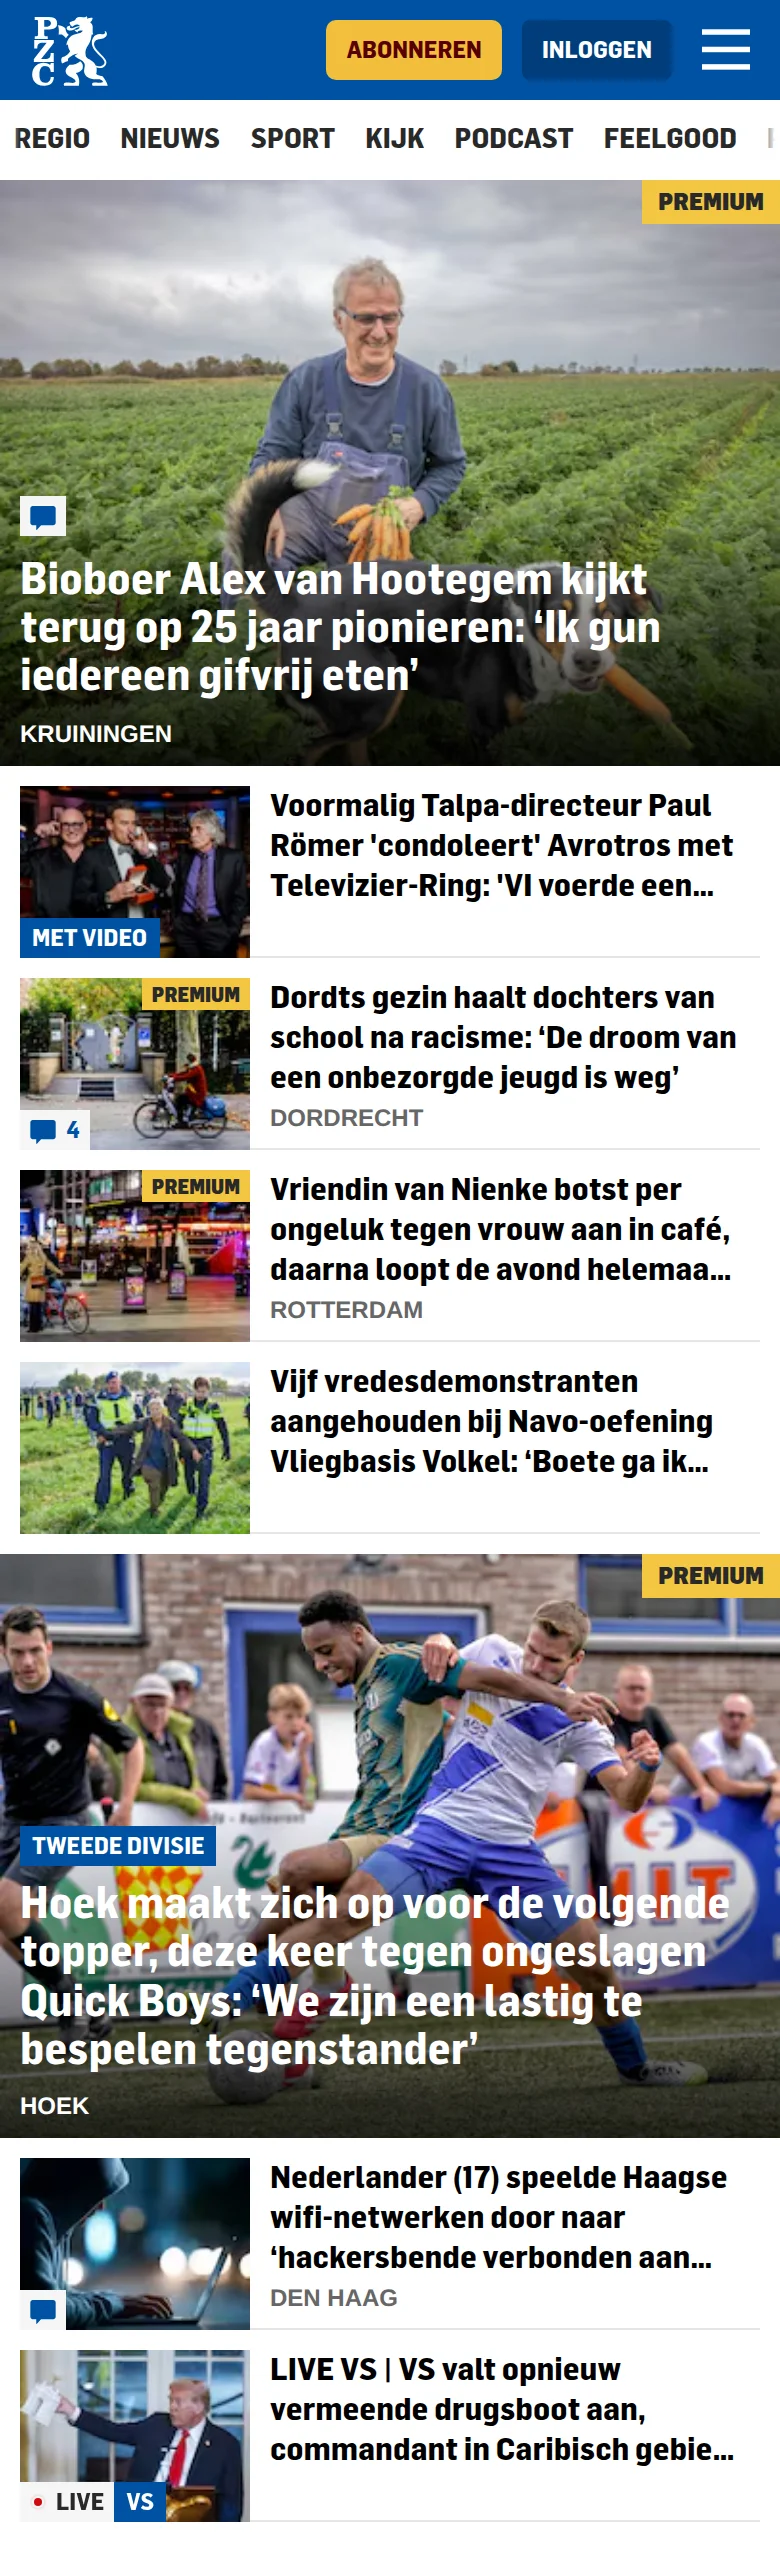 PZC
ABONNEREN
INLOGGEN
REGIO NIEUWS SPORT KIJK PODCAST FEELGOOD
PREMIUM
Bioboer Alex van Hootegem kijkt
terug op 25 jaar pionieren: ‘Ik gun
iedereen gifvrij eten’
KRUININGEN
Voormalig Talpa-directeur Paul
Römer 'condoleert' Avrotros met
Televizier-Ring: 'VI voerde een...
MET VIDEO
PREMIUM
Dordts gezin haalt dochters van
school na racisme: ‘De droom van
een onbezorgde jeugd is weg’
DORDRECHT
4
PREMIUM
Vriendin van Nienke botst per
ongeluk tegen vrouw aan in café,
daarna loopt de avond helemaa...
ROTTERDAM
Vijf vredesdemonstranten
aangehouden bij Navo-oefening
Vliegbasis Volkel: ‘Boete ga ik...
PREMIUM
TWEEDE DIVISIE
Hoek maakt zich op voor de volgende
topper, deze keer tegen ongeslagen
Quick Boys: ‘We zijn een lastig te
bespelen tegenstander’
HOEK
Nederlander (17) speelde Haagse
wifi-netwerken door naar
‘hackersbende verbonden aan...
DEN HAAG
LIVE VS | VS valt opnieuw
vermeende drugsboot aan,
commandant in Caribisch gebie...
LIVE VS